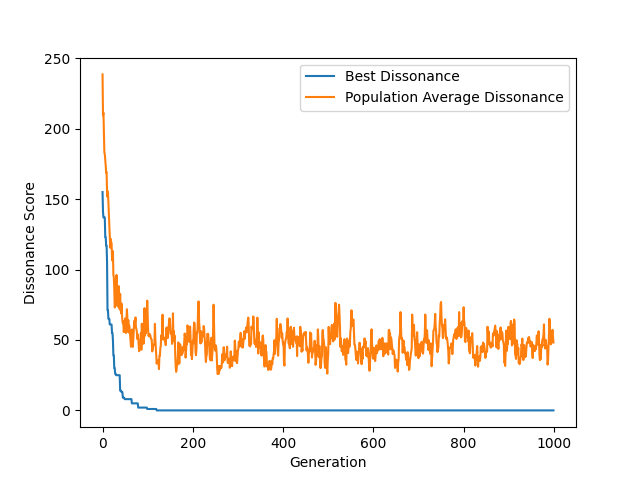 Best Dissonance
Population Average Dissonance
Dissonance Score
250
200
150
100
50
0
0 200 400 600 800 1000
Generation